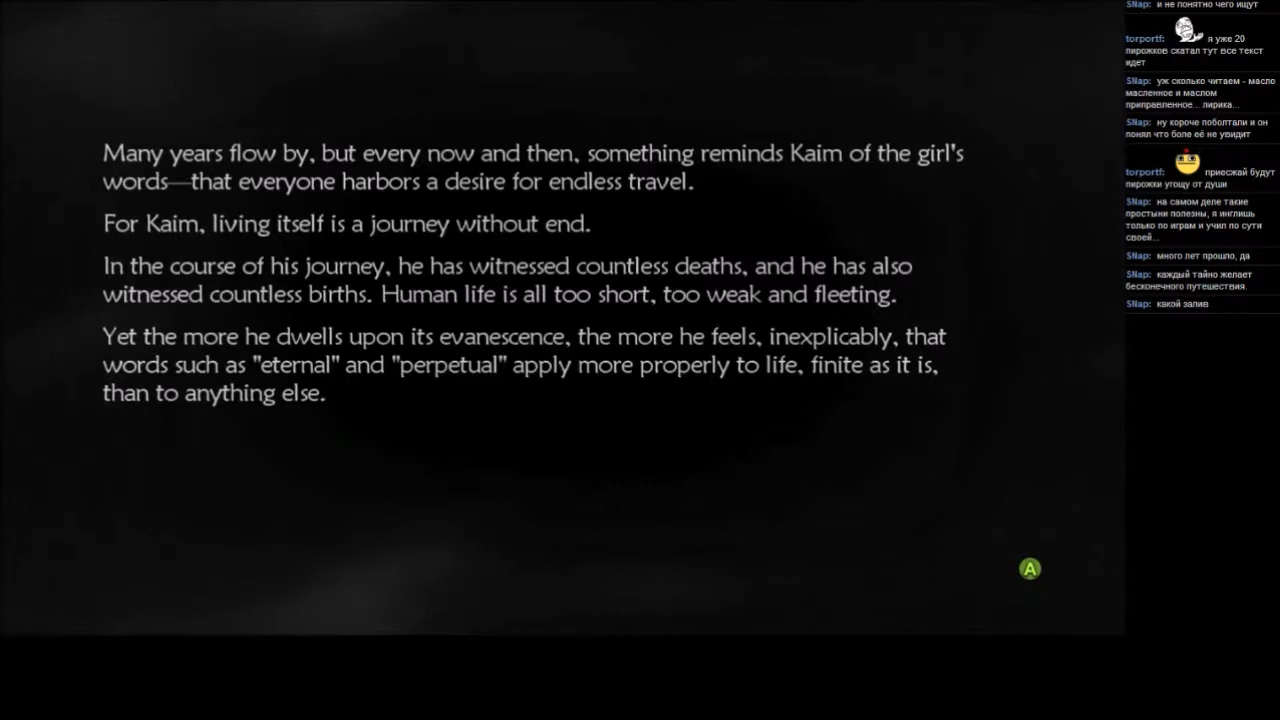 Many years flow by, but every now and then, something reminds Kaim of the girl's
words—that everyone harbors a desire for endless travel.
For Kaim, living itself is a journey without end.
In the course of his journey, he has witnessed countless deaths, and he has also
witnessed countless births. Human life is all too short, too weak and fleeting.
Yet the more he dwells upon its evanescence, the more he feels, inexplicably, that
words such as "eternal" and "perpetual" apply more properly to life, finite as it is,
than to anything else.
A
SNap: и не понятно чего ищут
torportf: я уже 20
пирожков скатал тут все текст
идет
SNap: уж сколько читаем - масло
масленное и маслом
приправленное... лирика...
SNap: ну короче поболтали и он
понял что боле её не увидит
torportf: приесжай будут
пирожки угощу от души
SNap: на самом деле такие
простыни полезны, я инглишь
только по играм и учил по сути
своей...
SNap: много лет прошло, да
SNap: каждый тайно желает
бесконечного путешествия.
SNap: какой залив